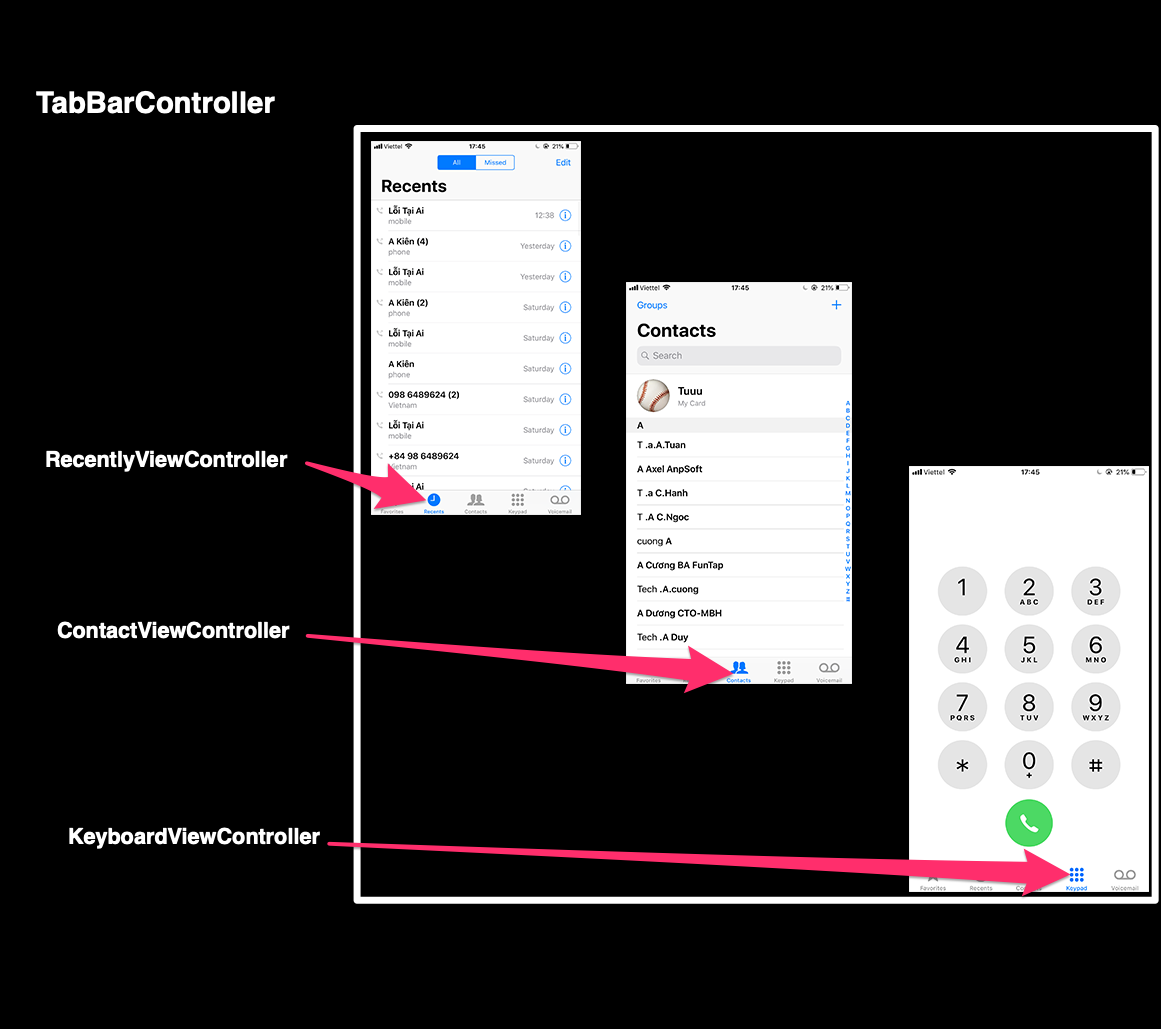 TabBarController
Viettel 17:45 21%
All Missed Edit
Recents
Lỗi Tại Ai
mobile
12:38
A Kiên (4)
phone
Yesterday
Lỗi Tại Ai
mobile
Yesterday
A Kiên (2)
phone
Saturday
Lỗi Tại Ai
mobile
Saturday
A Kiên
phone
Saturday
098 6489624 (2)
Vietnam
Saturday
Lỗi Tại Ai
mobile
Saturday
+84 98 6489624
Vietnam
Saturday
Ai
Favorites Recents Contacts Keypad Voicemail
RecentlyViewController
Viettel 17:45 21%
Groups +
Contacts
Search
Tuuu
My Card
A
T .a.A.Tuan
A Axel AnpSoft
T .a C.Hanh
T .A C.Ngoc
cuong A
A Cương BA FunTap
Tech .A.cuong
A Dương CTO-MBH
Tech .A Duy
A
B
C
D
E
F
G
H
I
J
K
L
M
N
O
P
Q
R
S
T
U
V
W
X
Y
Z
#
Favorites Contacts Keypad Voicemail
ContactViewController
Viettel 17:45 21%
1 2 3
ABC DEF
4 5 6
GHI JKL MNO
7 8 9
PQRS TUV WXYZ
* 0 #
+
Favorites Recents Keypad Voicemail
KeyboardViewController